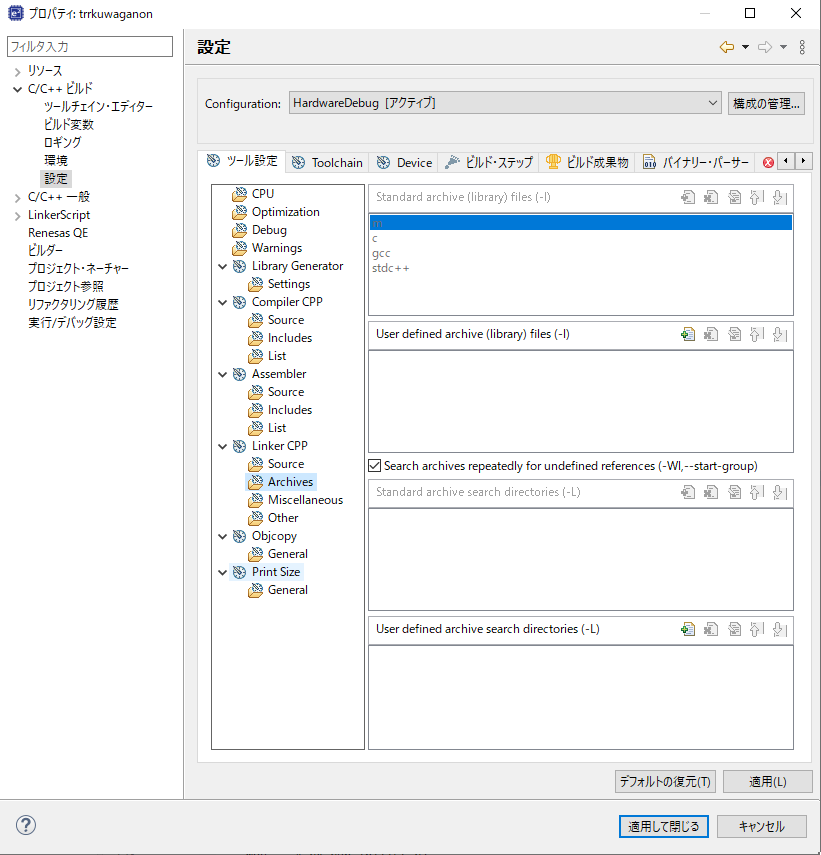 プロパティ: trrkuwaganon
フィルタ入力
リソース
C/C++ ビルド
ツールチェイン・エディター
ビルド変数
ロギング
環境
設定
C/C++ 一般
LinkerScript
Renesas QE
ビルダー
プロジェクト・ネーチャー
プロジェクト参照
リファクタリング履歴
実行/デバッグ設定
設定
Configuration: HardwareDebug [アクティブ] 構成の管理...
ツール設定 Toolchain Device ビルド・ステップ ビルド成果物 バイナリー・パーサー
CPU
Optimization
Debug
Warnings
Library Generator
Settings
Compiler CPP
Source
Includes
List
Assembler
Source
Includes
List
Linker CPP
Source
Archives
Miscellaneous
Other
Objcopy
General
Print Size
General
Standard archive (library) files (-l)
m
c
gcc
stdc++
User defined archive (library) files (-l)
Search archives repeatedly for undefined references (-Wl,--start-group)
Standard archive search directories (-L)
User defined archive search directories (-L)
デフォルトの復元(T) 適用(L)
適用して閉じる キャンセル